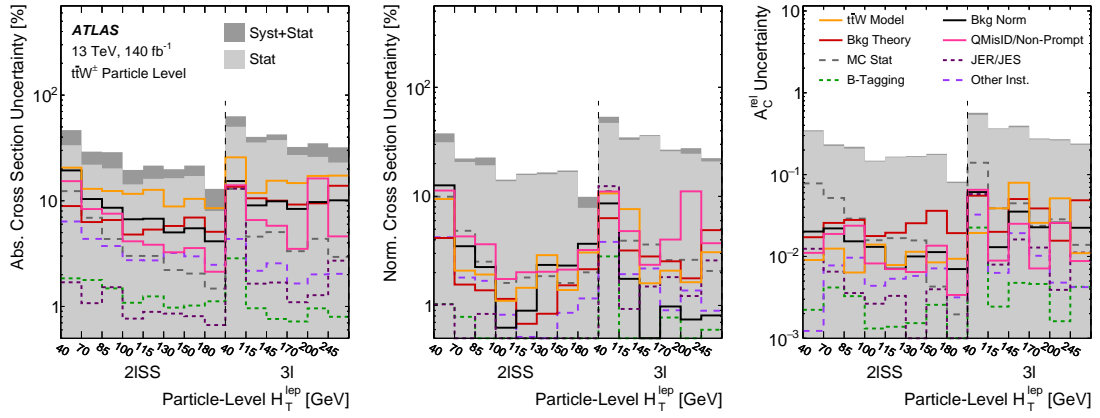 Abs. Cross Section Uncertainty [%]
ATLAS
13 TeV, 140 fb⁻¹
tt̄W± Particle Level
Syst+Stat
Stat
10²
10
1
40 70 85 100 115 130 150 180 40 115 145 170 200 245
2lSS 3l
Particle-Level H_T^lep [GeV]
Norm. Cross Section Uncertainty [%]
10²
10
1
40 70 85 100 115 130 150 180 40 115 145 170 200 245
2lSS 3l
Particle-Level H_T^lep [GeV]
A_C^rel Uncertainty
tt̄W Model Bkg Norm
Bkg Theory QMisID/Non-Prompt
MC Stat JER/JES
B-Tagging Other Inst.
10
1
10⁻¹
10⁻²
10⁻³
40 70 85 100 115 130 150 180 40 115 145 170 200 245
2lSS 3l
Particle-Level H_T^lep [GeV]